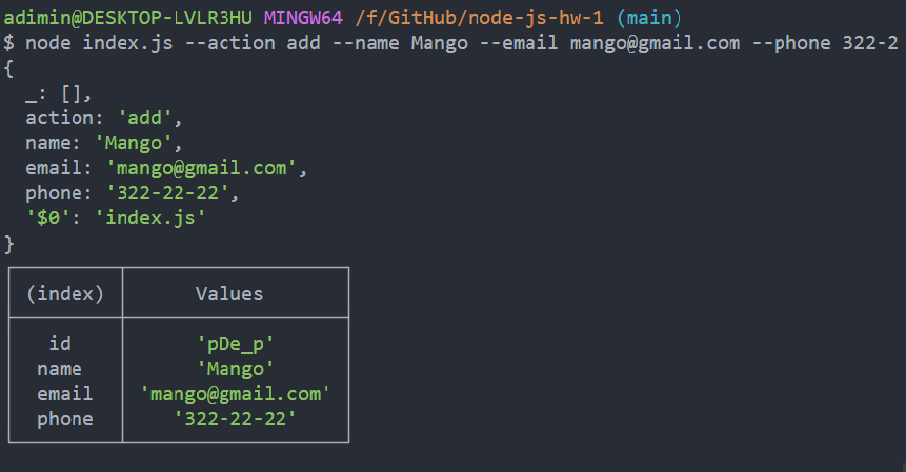 adimin@DESKTOP-LVLR3HU MINGW64 /f/GitHub/node-js-hw-1 (main)
$ node index.js --action add --name Mango --email mango@gmail.com --phone 322-2
{
  _: [],
  action: 'add',
  name: 'Mango',
  email: 'mango@gmail.com',
  phone: '322-22-22',
  '$0': 'index.js'
}
(index) Values
id 'pDe_p'
name 'Mango'
email 'mango@gmail.com'
phone '322-22-22'